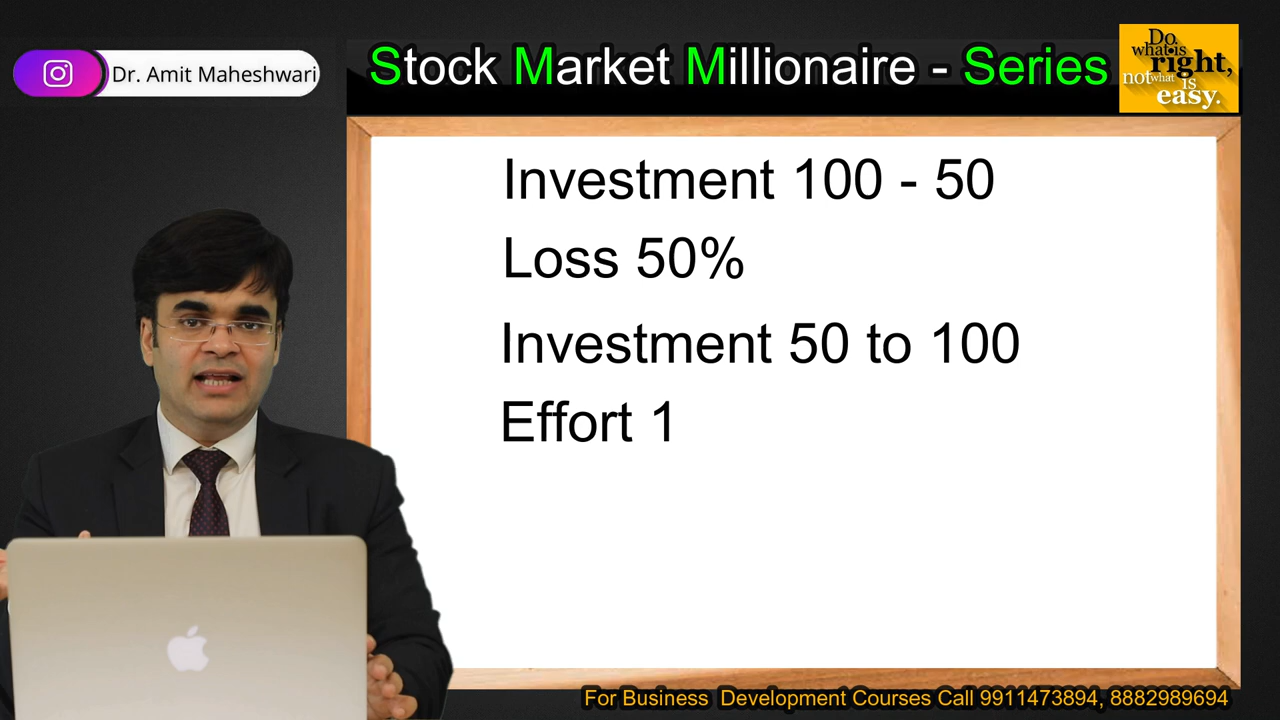 Dr. Amit Maheshwari
Stock Market Millionaire - Series
Do
what is
right,
not what
is
easy.
Investment 100 - 50
Loss 50%
Investment 50 to 100
Effort 1
For Business Development Courses Call 9911473894, 8882989694